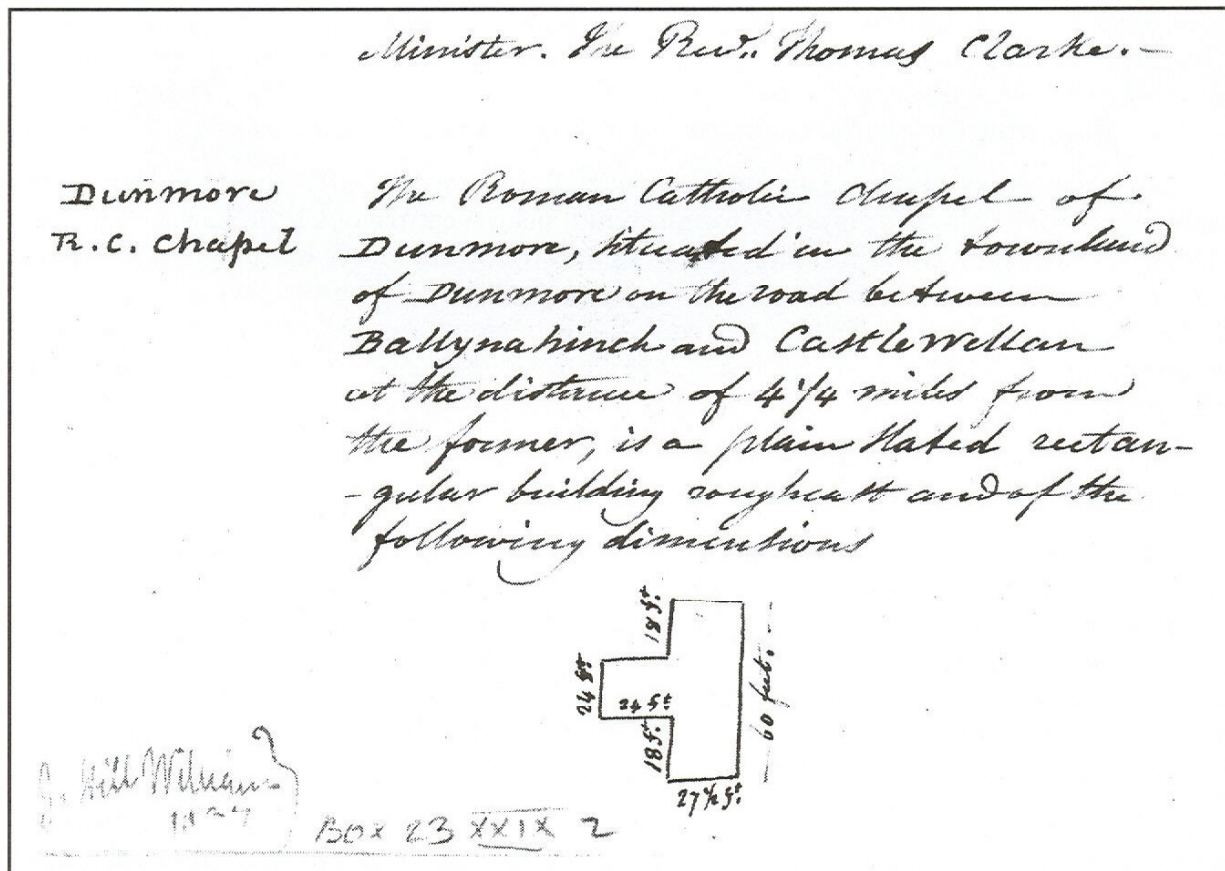 Minister. The Revd.. Thomas Clarke. –
Dunmore
R.C. Chapel
The Roman Catholic Chapel of
Dunmore, situated in the townland
of Dunmore on the road between
Ballynahinch and Castlewellan
at the distance of 4 1/4 miles from
the former, is a plain slated rectan-
-gular building roughcast and of the
following dimentions
18 ft.
24 ft
24 ft
18 ft.
60 feet. –
27 1/2 ft.
J. Hill Williams
BOX 23 XXIX 2